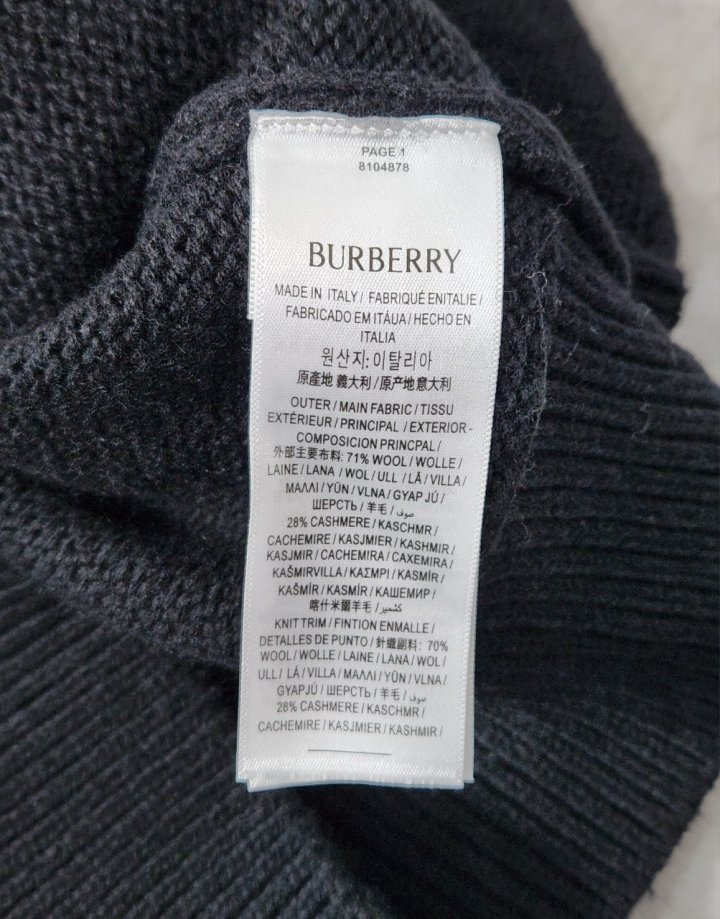 PAGE 1
8104878
BURBERRY
MADE IN ITALY / FABRIQUÉ ENITALIE /
FABRICADO EM ITÁUA / HECHO EN
ITALIA
원산지: 이탈리아
原產地 義大利 / 原产地 意大利
OUTER / MAIN FABRIC / TISSU
EXTÉRIEUR / PRINCIPAL / EXTERIOR -
COMPOSICION PRINCPAL /
外部主要布料: 71% WOOL / WOLLE /
LAINE / LANA / WOL / ULL / LÃ / VILLA /
ΜΑΛΛΙ / YÜN / VLNA / GYAP JÚ /
ШЕРСТЬ / 羊毛 / صوف /
28% CASHMERE / KASCHMR /
CACHEMIRE / KASJMIER / KASHMIR /
KASJMIR / CACHEMIRA / CAXEMIRA /
KAŠMIRVILLA / ΚΑΣΜΡΙ / KASMİR /
KAŠMÍR / KASMÍR / КАШЕМИР /
喀什米爾羊毛 / كشمير /
KNIT TRIM / FINTION ENMALLE /
DETALLES DE PUNTO / 針織副料: 70%
WOOL / WOLLE / LAINE / LANA / WOL /
ULL / LÁ / VILLA / ΜΑΛΛΙ / YÜN / VLNA /
GYAPJÚ / ШЕРСТЬ / 羊毛 / صوف /
28% CASHMERE / KASCHMR /
CACHEMIRE / KASJMIER / KASHMIR /